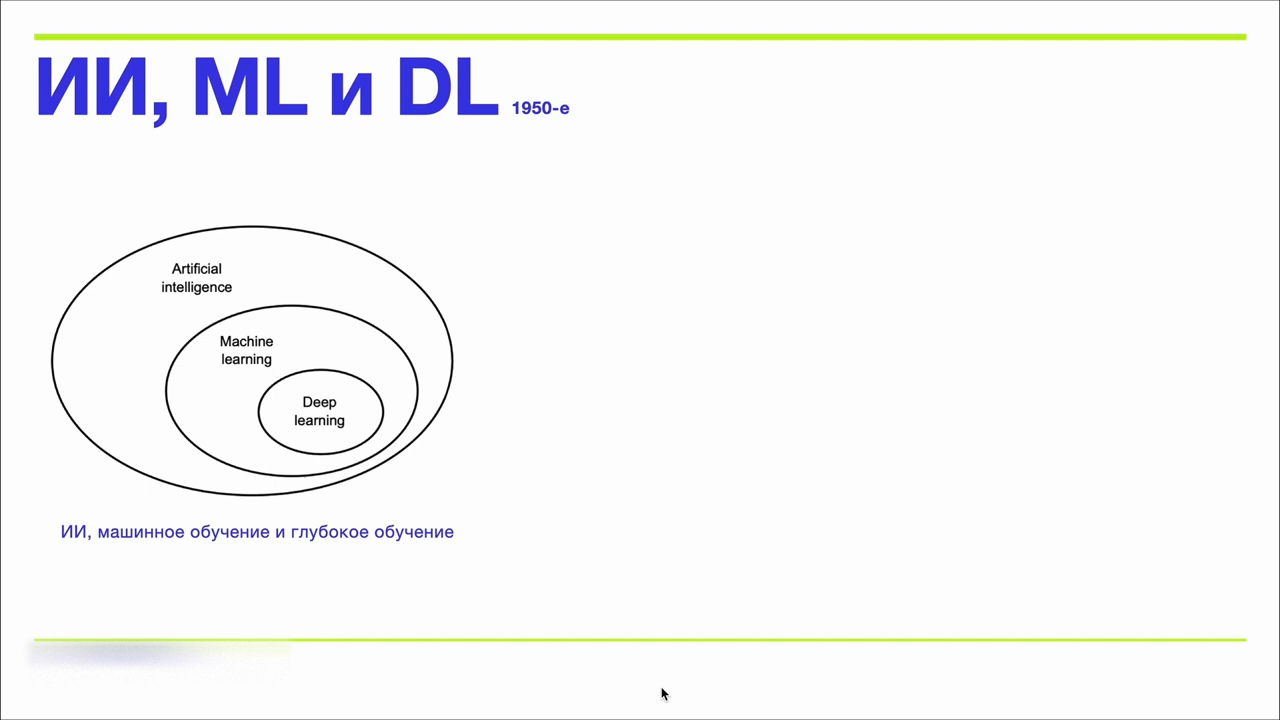 ИИ, ML и DL 1950-е
Artificial
intelligence
Machine
learning
Deep
learning
ИИ, машинное обучение и глубокое обучение